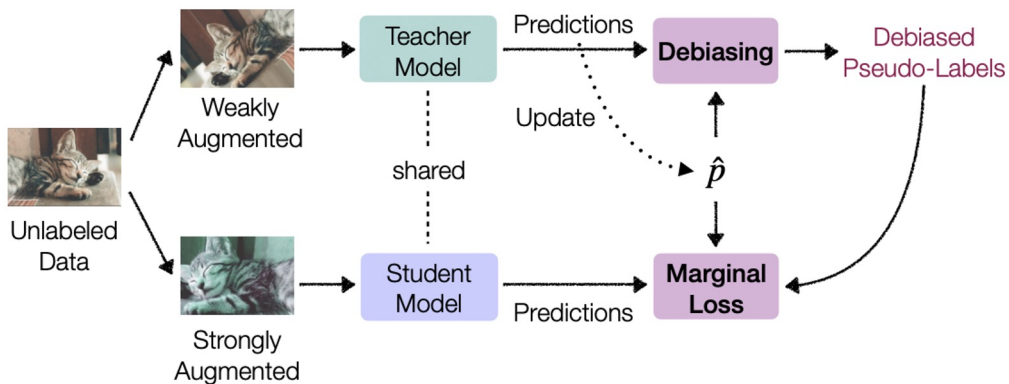 Unlabeled
Data
Weakly
Augmented
Strongly
Augmented
Teacher
Model
shared
Student
Model
Predictions
Update
Predictions
Debiasing
p̂
Marginal
Loss
Debiased
Pseudo-Labels